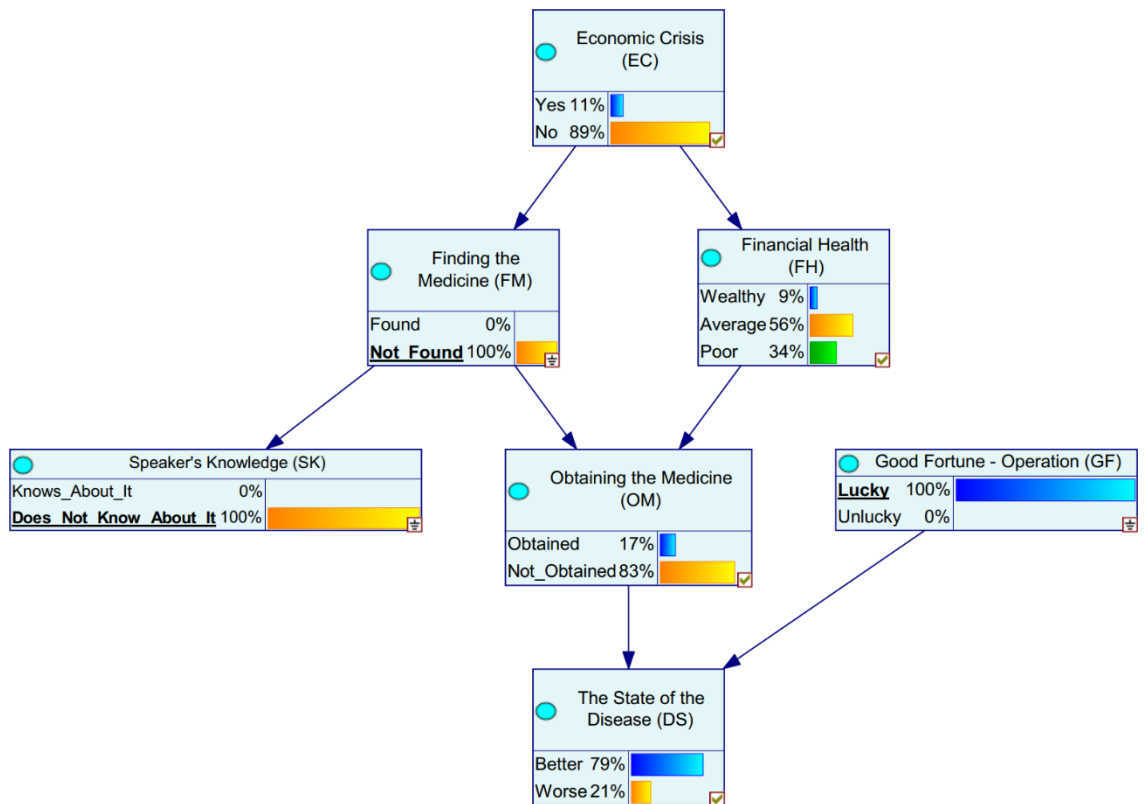 Economic Crisis
(EC)
Yes 11%
No 89%
Finding the
Medicine (FM)
Found 0%
Not_Found 100%
Financial Health
(FH)
Wealthy 9%
Average 56%
Poor 34%
Speaker's Knowledge (SK)
Knows_About_It 0%
Does_Not_Know_About_It 100%
Obtaining the Medicine
(OM)
Obtained 17%
Not_Obtained 83%
Good Fortune - Operation (GF)
Lucky 100%
Unlucky 0%
The State of the
Disease (DS)
Better 79%
Worse 21%